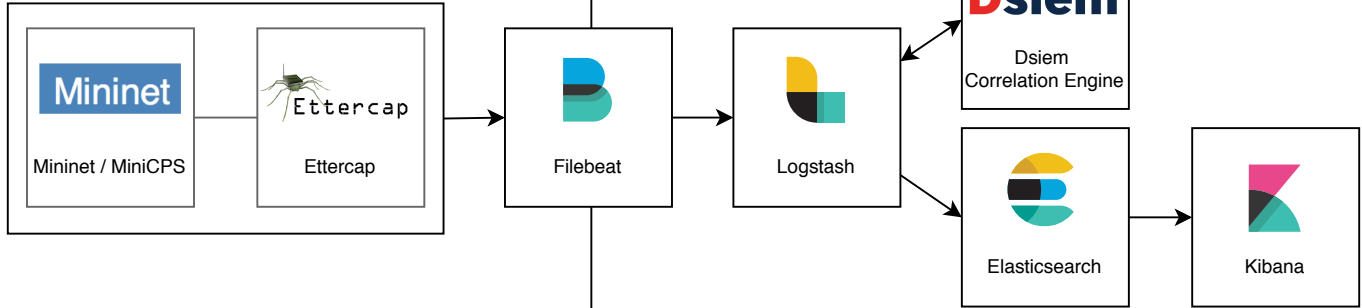 Mininet
Mininet / MiniCPS
Ettercap
Ettercap
Filebeat
Logstash
Dsiem
Dsiem
Correlation Engine
Elasticsearch
Kibana